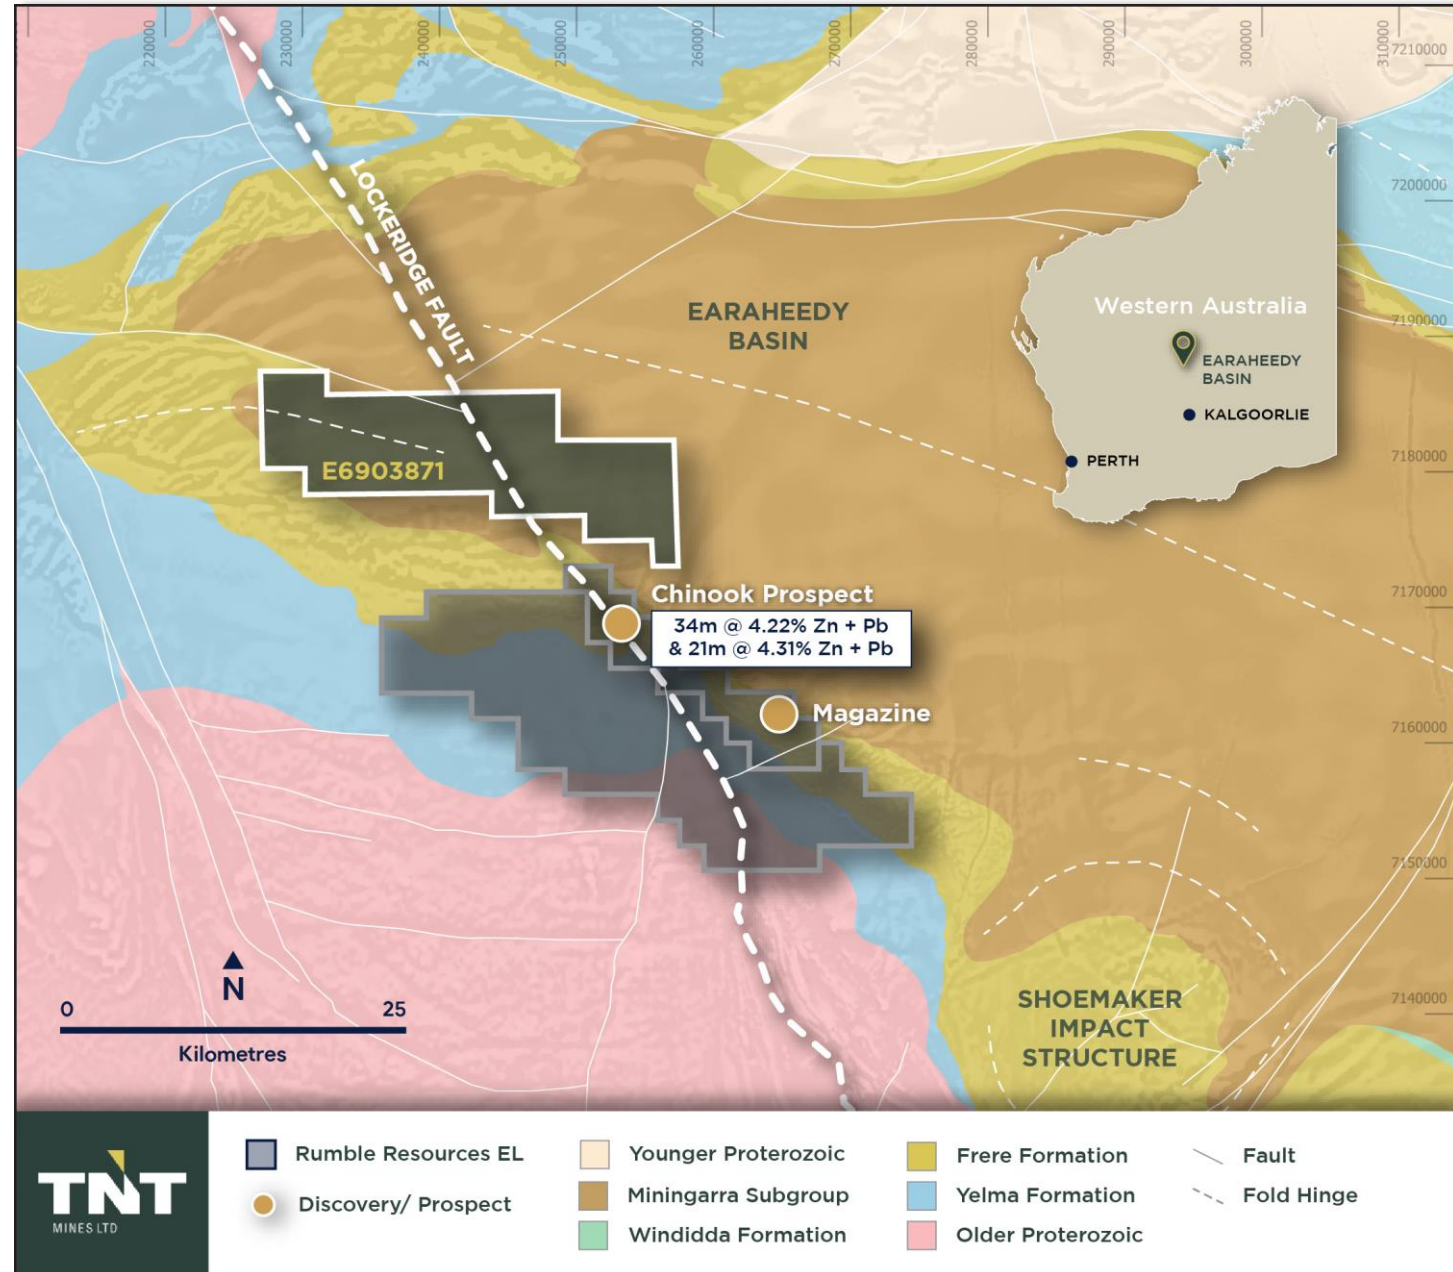 220000
230000
240000
250000
260000
270000
280000
290000
300000
310000
7210000
7200000
7190000
7180000
7170000
7160000
7150000
7140000
LOCKERIDGE FAULT
EARAHEEDY
BASIN
Western Australia
EARAHEEDY
BASIN
KALGOORLIE
PERTH
E6903871
Chinook Prospect
34m @ 4.22% Zn + Pb
& 21m @ 4.31% Zn + Pb
Magazine
SHOEMAKER
IMPACT
STRUCTURE
N
0 25
Kilometres
TNT
MINES LTD
Rumble Resources EL
Discovery/ Prospect
Younger Proterozoic
Miningarra Subgroup
Windidda Formation
Frere Formation
Yelma Formation
Older Proterozoic
Fault
Fold Hinge